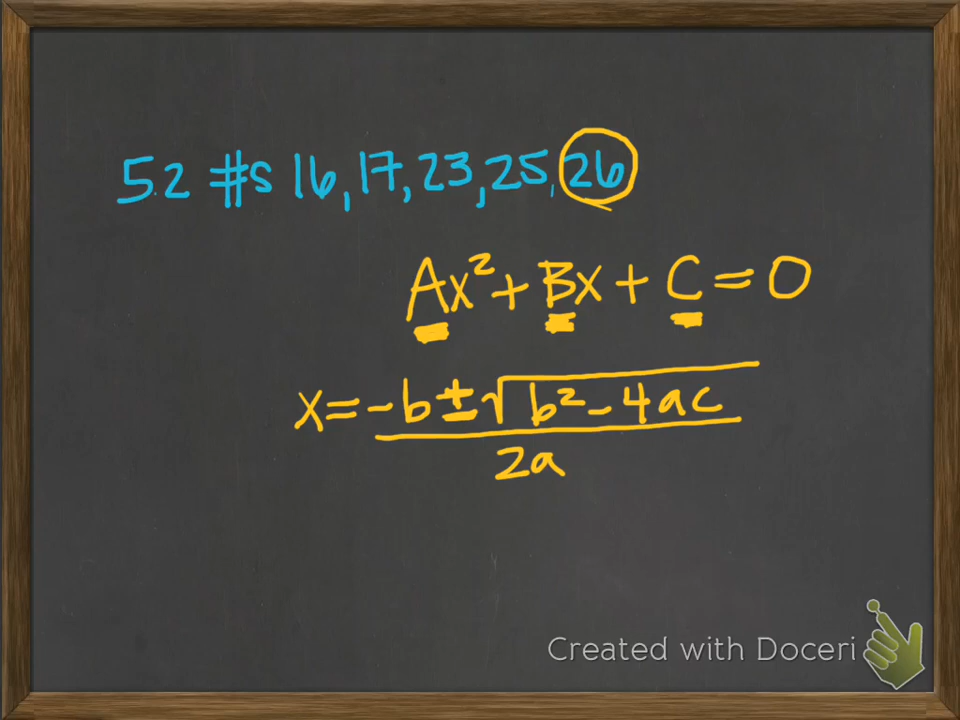 5.2 #s 16, 17, 23, 25, 26
Ax² + Bx + C = 0
x = -b ± √b² - 4ac
2a
Created with Doceri